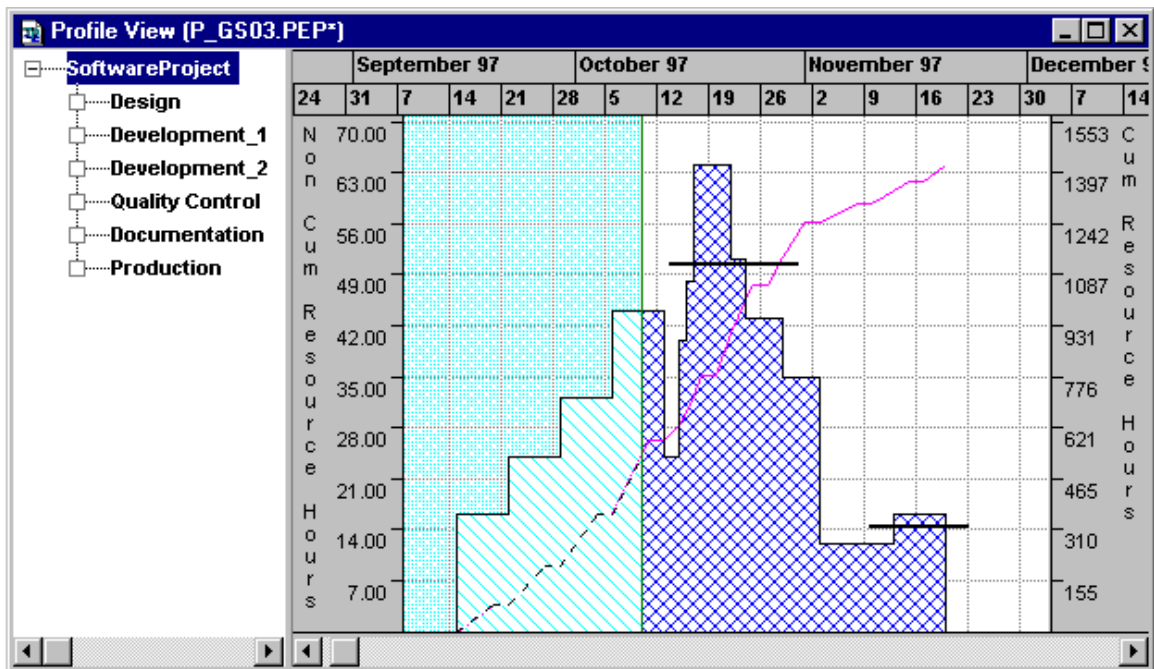 Profile View (P_GS03.PEP*)
SoftwareProject
Design
Development_1
Development_2
Quality Control
Documentation
Production
September 97 October 97 November 97 December 9
24 31 7 14 21 28 5 12 19 26 2 9 16 23 30 7 14
Non Cum Resource Hours
70.00
63.00
56.00
49.00
42.00
35.00
28.00
21.00
14.00
7.00
1553
1397
1242
1087
931
776
621
465
310
155
Cum Resource Hours